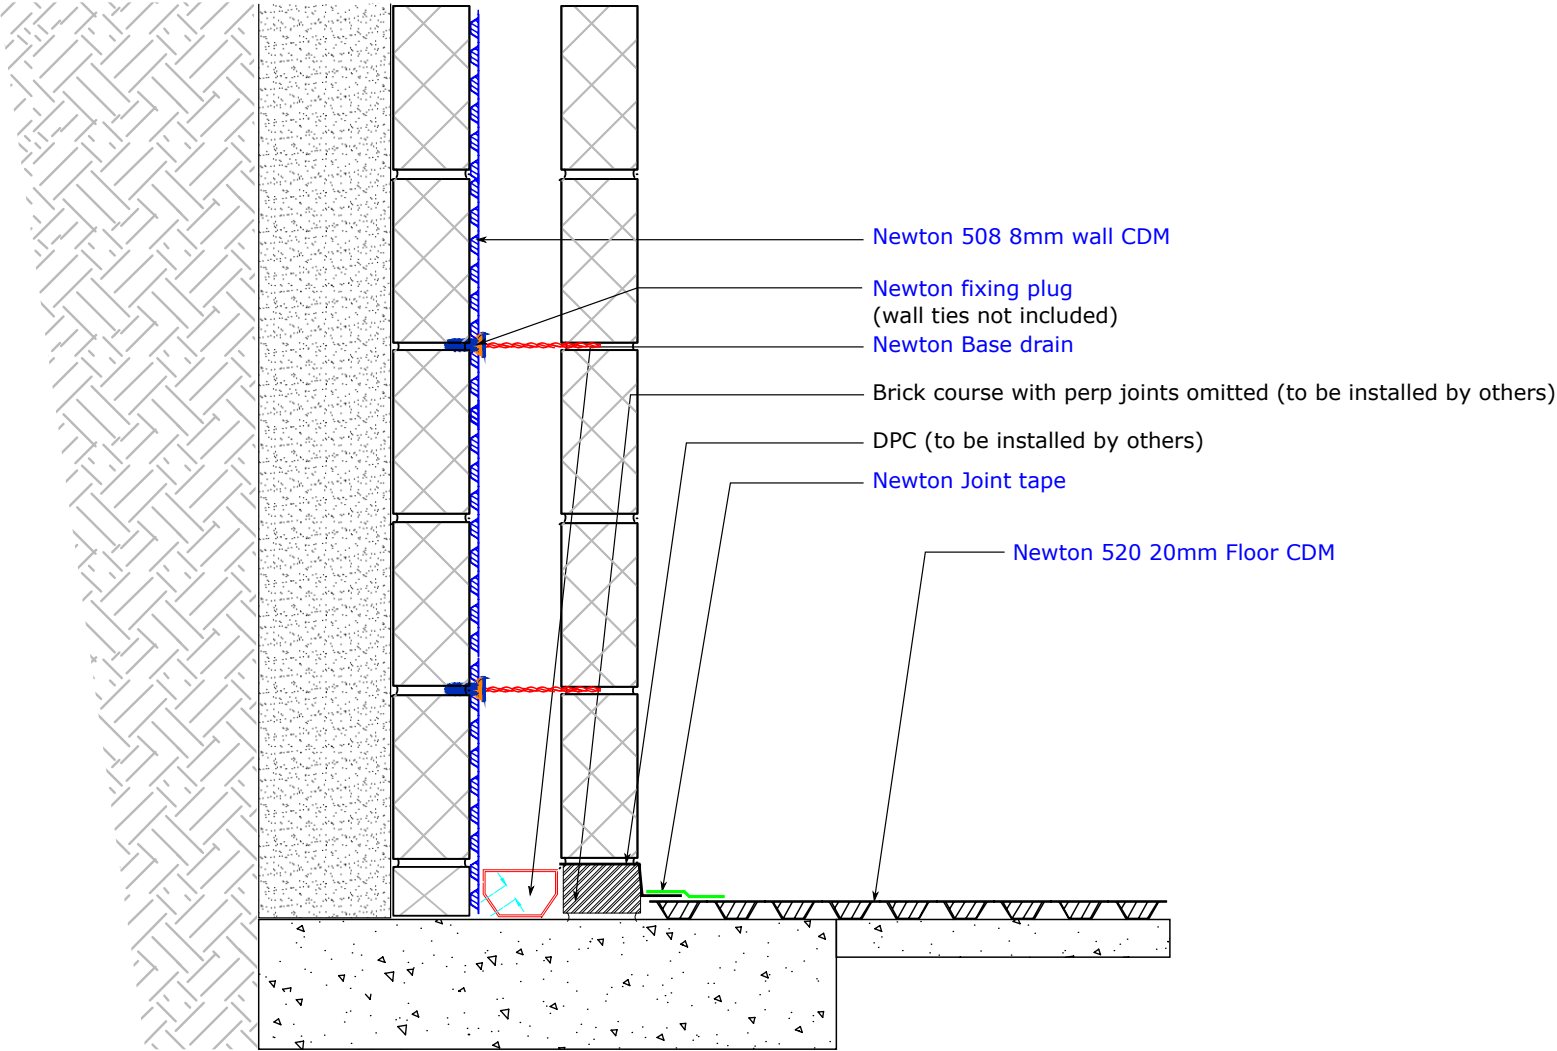 Newton 508 8mm wall CDM
Newton fixing plug
(wall ties not included)
Newton Base drain
Brick course with perp joints omitted (to be installed by others)
DPC (to be installed by others)
Newton Joint tape
Newton 520 20mm Floor CDM